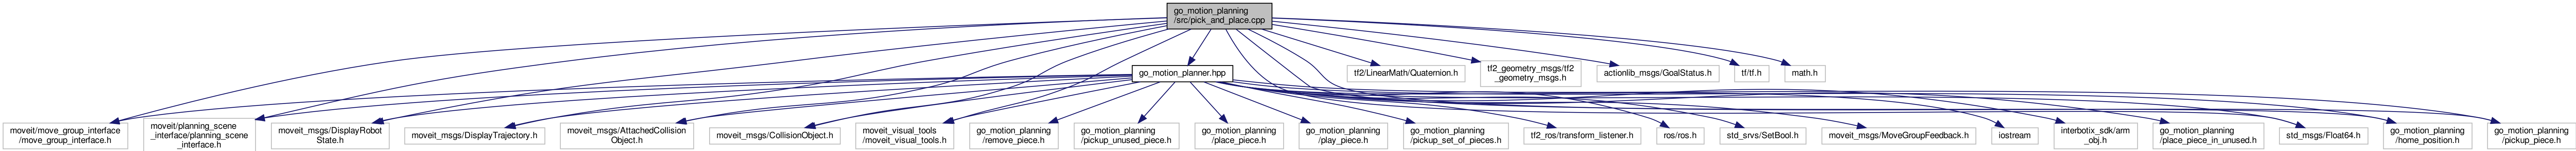 go_motion_planning
/src/pick_and_place.cpp
go_motion_planner.hpp
tf2/LinearMath/Quaternion.h
tf2_geometry_msgs/tf2
_geometry_msgs.h
actionlib_msgs/GoalStatus.h
tf/tf.h
math.h
moveit/move_group_interface
/move_group_interface.h
moveit/planning_scene
_interface/planning_scene
_interface.h
moveit_msgs/DisplayRobot
State.h
moveit_msgs/DisplayTrajectory.h
moveit_msgs/AttachedCollision
Object.h
moveit_msgs/CollisionObject.h
moveit_visual_tools
/moveit_visual_tools.h
go_motion_planning
/remove_piece.h
go_motion_planning
/pickup_unused_piece.h
go_motion_planning
/place_piece.h
go_motion_planning
/play_piece.h
go_motion_planning
/pickup_set_of_pieces.h
tf2_ros/transform_listener.h
ros/ros.h
std_srvs/SetBool.h
moveit_msgs/MoveGroupFeedback.h
iostream
interbotix_sdk/arm
_obj.h
go_motion_planning
/place_piece_in_unused.h
std_msgs/Float64.h
go_motion_planning
/home_position.h
go_motion_planning
/pickup_piece.h